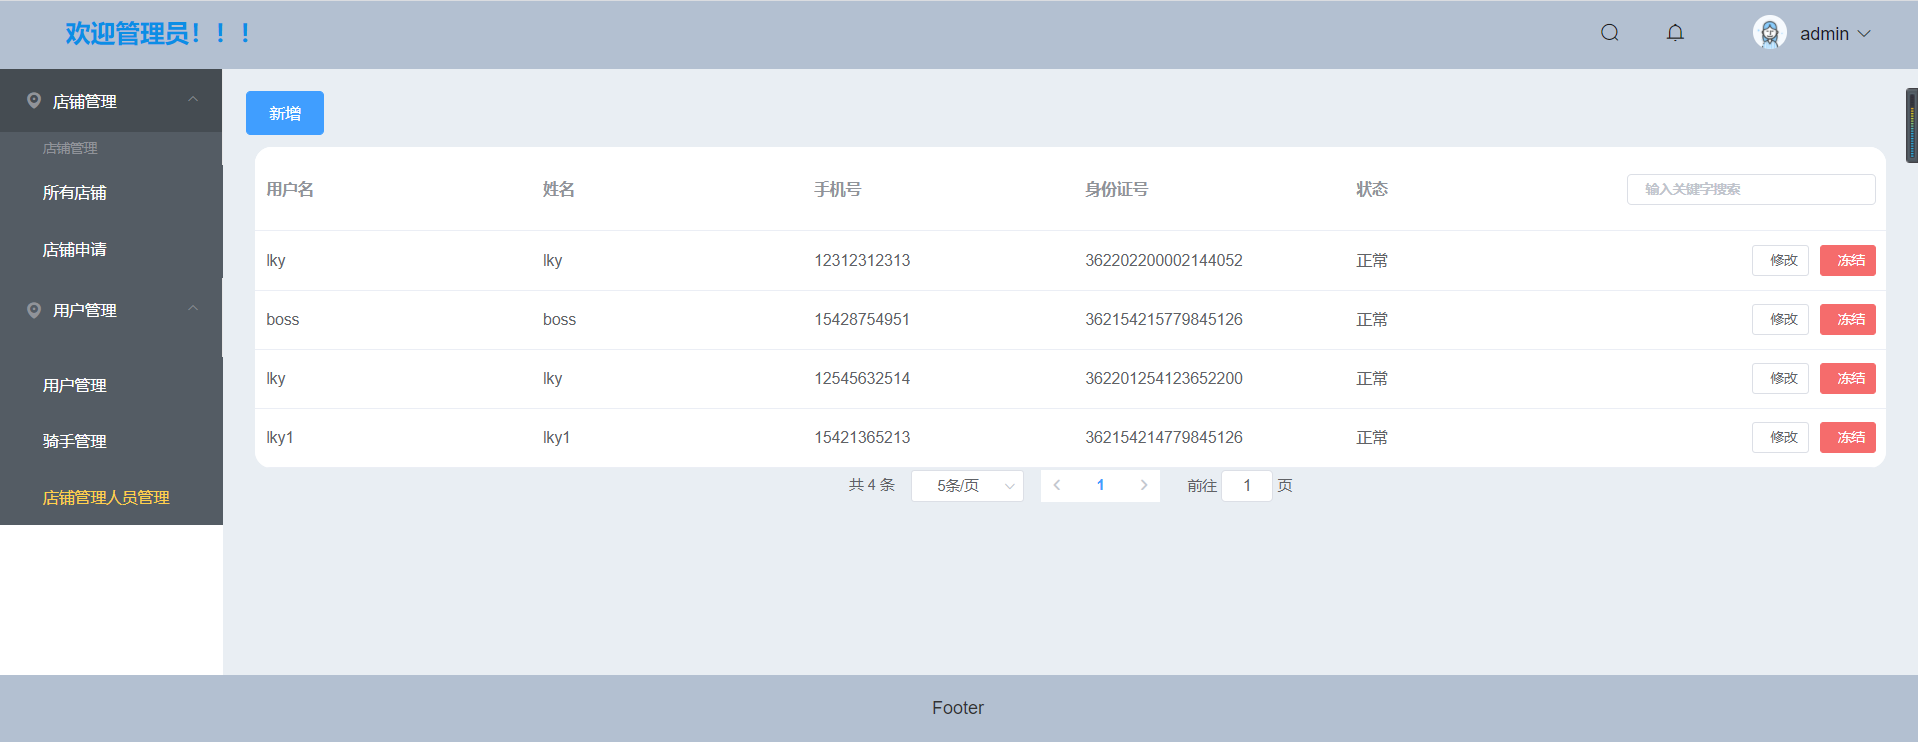 欢迎管理员！！！
admin
店铺管理
店铺管理
所有店铺
店铺申请
用户管理
用户管理
骑手管理
店铺管理人员管理
新增
用户名 姓名 手机号 身份证号 状态 输入关键字搜索
lky lky 12312312313 362202200002144052 正常 修改 冻结
boss boss 15428754951 362154215779845126 正常 修改 冻结
lky lky 12545632514 362201254123652200 正常 修改 冻结
lky1 lky1 15421365213 362154214779845126 正常 修改 冻结
共 4 条 5条/页 1 前往 1 页
Footer